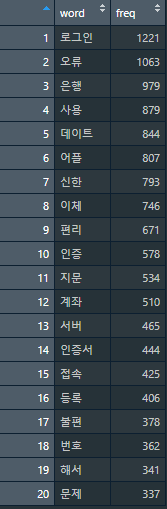 word freq
1 로그인 1221
2 오류 1063
3 은행 979
4 사용 879
5 데이트 844
6 어플 807
7 신한 793
8 이체 746
9 편리 671
10 인증 578
11 지문 534
12 계좌 510
13 서버 465
14 인증서 444
15 접속 425
16 등록 406
17 불편 378
18 번호 362
19 해서 341
20 문제 337